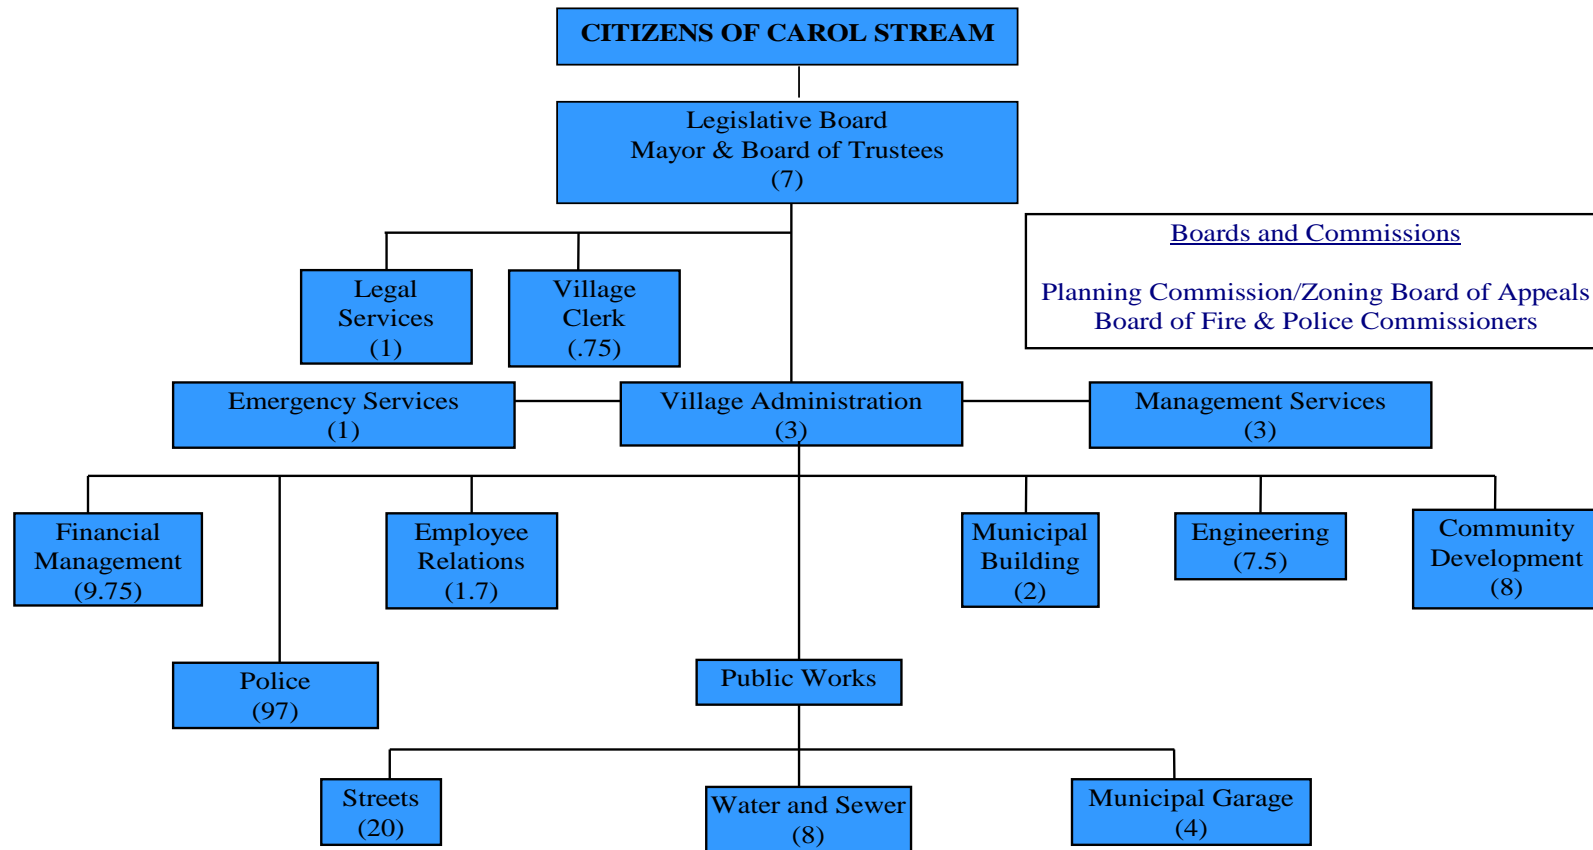 CITIZENS OF CAROL STREAM
Legislative Board
Mayor & Board of Trustees
(7)
Boards and Commissions
Planning Commission/Zoning Board of Appeals
Board of Fire & Police Commissioners
Legal
Services
(1)
Village
Clerk
(.75)
Emergency Services
(1)
Village Administration
(3)
Management Services
(3)
Financial
Management
(9.75)
Employee
Relations
(1.7)
Municipal
Building
(2)
Engineering
(7.5)
Community
Development
(8)
Police
(97)
Public Works
Streets
(20)
Water and Sewer
(8)
Municipal Garage
(4)